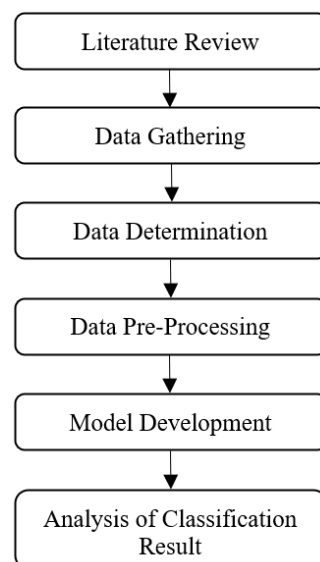 Literature Review
Data Gathering
Data Determination
Data Pre-Processing
Model Development
Analysis of Classification
Result